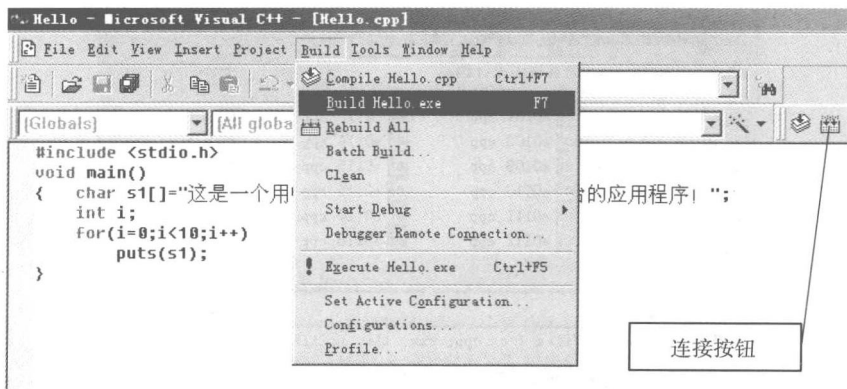 Hello - Microsoft Visual C++ - [Hello.cpp]
File Edit View Insert Project Build Tools Window Help
Compile Hello.cpp Ctrl+F7
Build Hello.exe F7
(Globals) (All globa
Rebuild All
Batch Build...
Clean
Start Debug
Debugger Remote Connection...
Execute Hello.exe Ctrl+F5
Set Active Configuration...
Configurations...
Profile...
#include <stdio.h>
void main()
{ char s1[]="这是一个用 台的应用程序! ";
int i;
for(i=0;i<10;i++)
puts(s1);
}
连接按钮